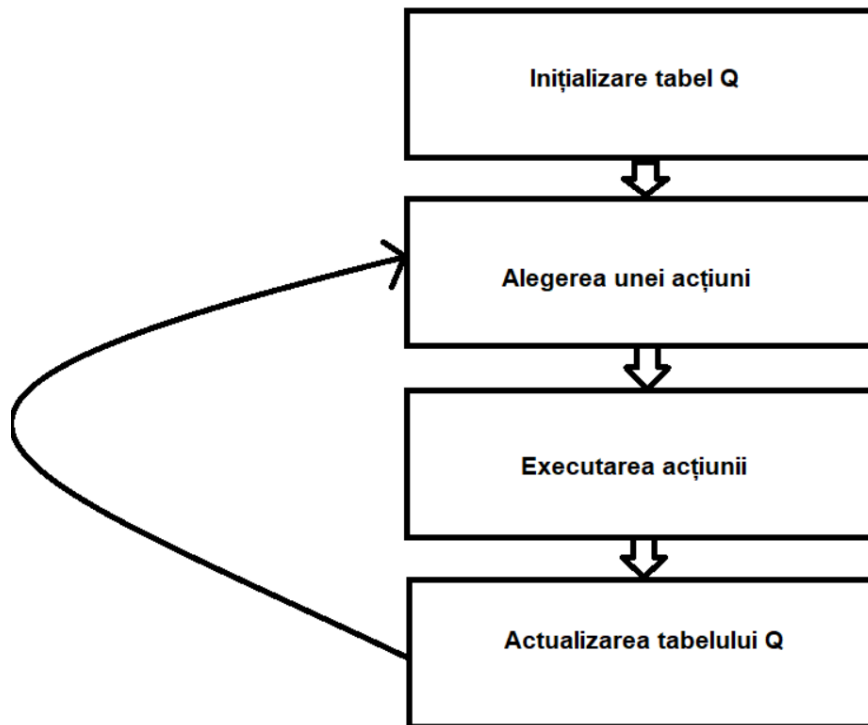 Inițializare tabel Q
Alegerea unei acțiuni
Executarea acțiunii
Actualizarea tabelului Q